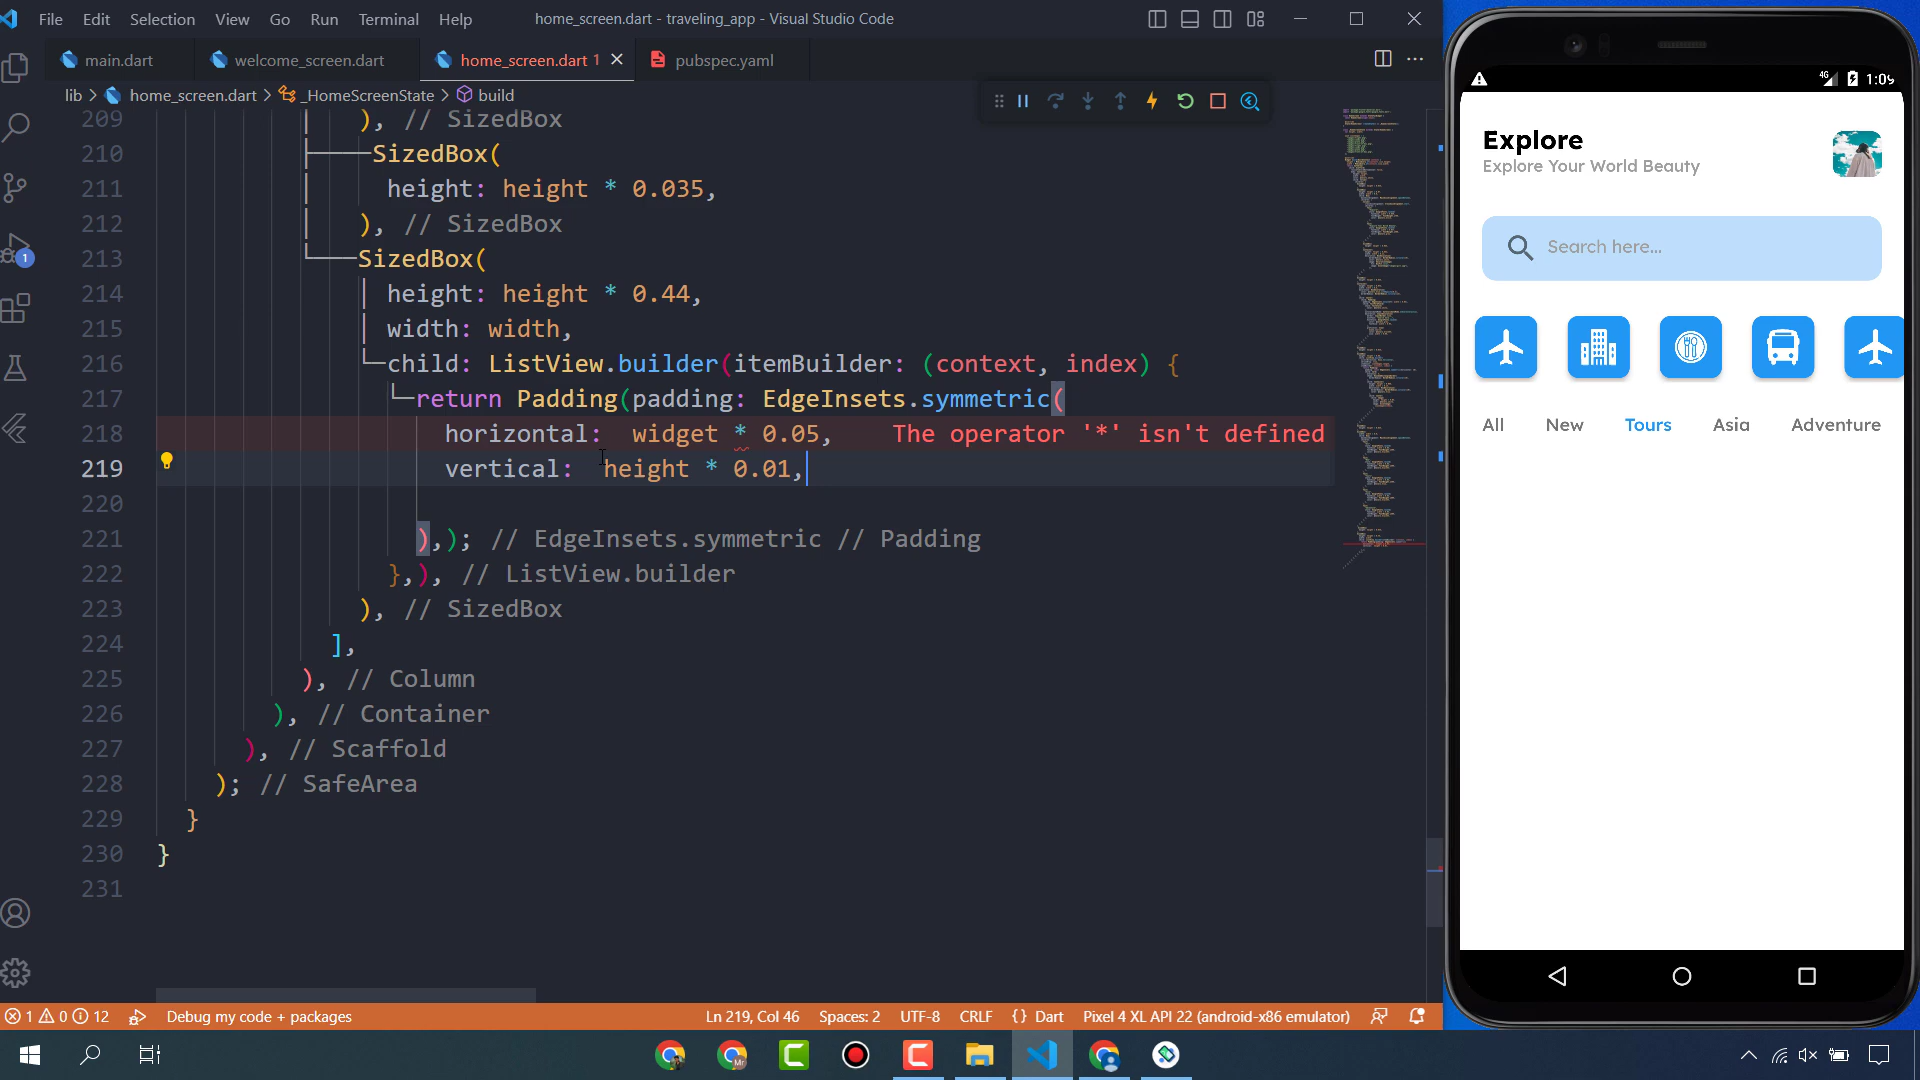 File Edit Selection View Go Run Terminal Help home_screen.dart - traveling_app - Visual Studio Code
main.dart welcome_screen.dart home_screen.dart 1 pubspec.yaml
lib > home_screen.dart > _HomeScreenState > build
209 ), // SizedBox
210 SizedBox(
211 height: height * 0.035,
212 ), // SizedBox
213 SizedBox(
214 height: height * 0.44,
215 width: width,
216 child: ListView.builder(itemBuilder: (context, index) {
217 return Padding(padding: EdgeInsets.symmetric(
218 horizontal: widget * 0.05, The operator '*' isn't defined
219 vertical: height * 0.01,
220
221 ),); // EdgeInsets.symmetric // Padding
222 },), // ListView.builder
223 ), // SizedBox
224 ],
225 ), // Column
226 ), // Container
227 ), // Scaffold
228 ); // SafeArea
229 }
230 }
231
1
1 0 12 Debug my code + packages Ln 219, Col 46 Spaces: 2 UTF-8 CRLF {} Dart Pixel 4 XL API 22 (android-x86 emulator)
4G 1:09
Explore
Explore Your World Beauty
Search here...
All New Tours Asia Adventure